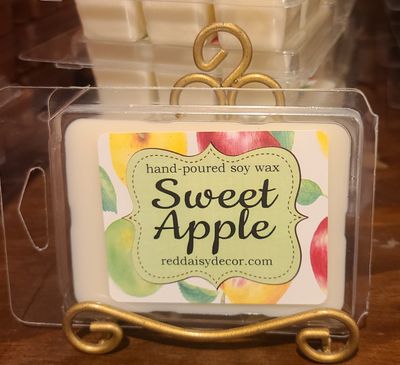 hand-poured soy wax
Sweet
Apple
reddaisydecor.com